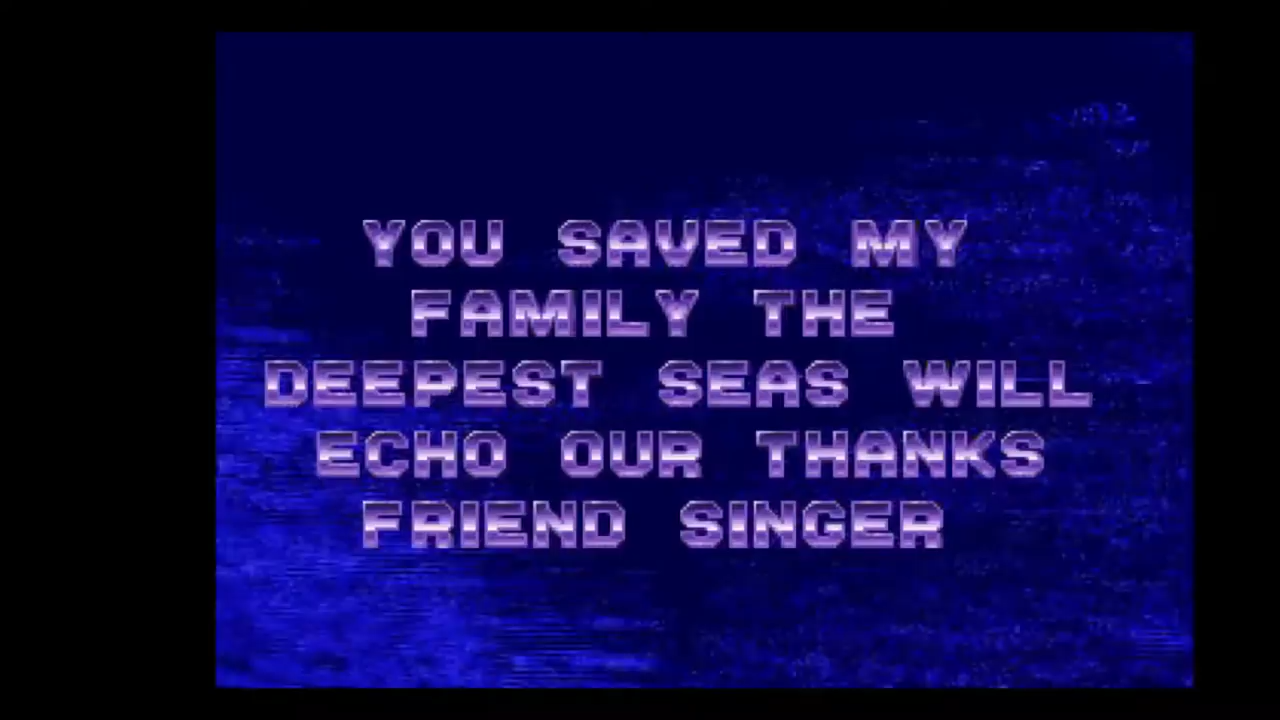 YOU SAVED MY
FAMILY THE
DEEPEST SEAS WILL
ECHO OUR THANKS
FRIEND SINGER